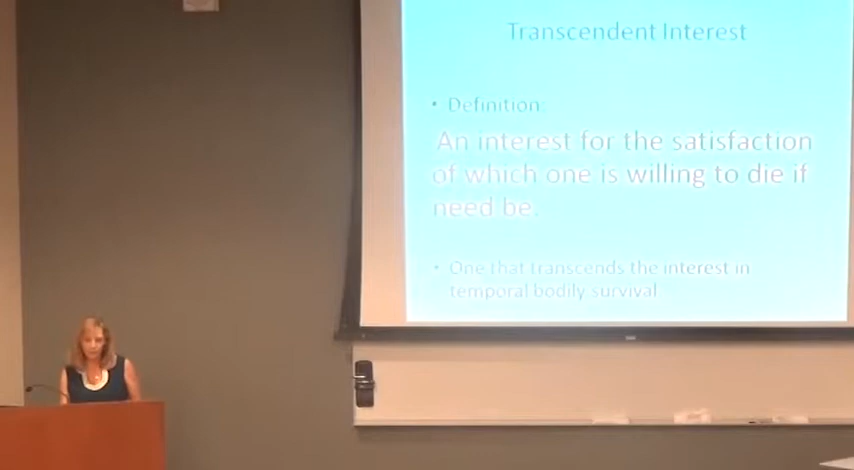 Transcendent Interest
• Definition:
An interest for the satisfaction
of which one is willing to die if
need be.
• One that transcends the interest in
temporal bodily survival